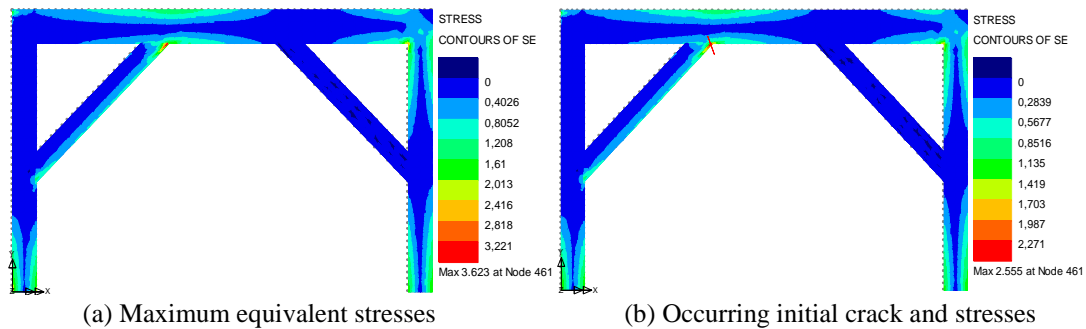 STRESS
CONTOURS OF SE
0
0,4026
0,8052
1,208
1,61
2,013
2,416
2,818
3,221
Max 3.623 at Node 461
Y
Z
X
(a) Maximum equivalent stresses
STRESS
CONTOURS OF SE
0
0,2839
0,5677
0,8516
1,135
1,419
1,703
1,987
2,271
Max 2.555 at Node 461
Y
Z
X
(b) Occurring initial crack and stresses